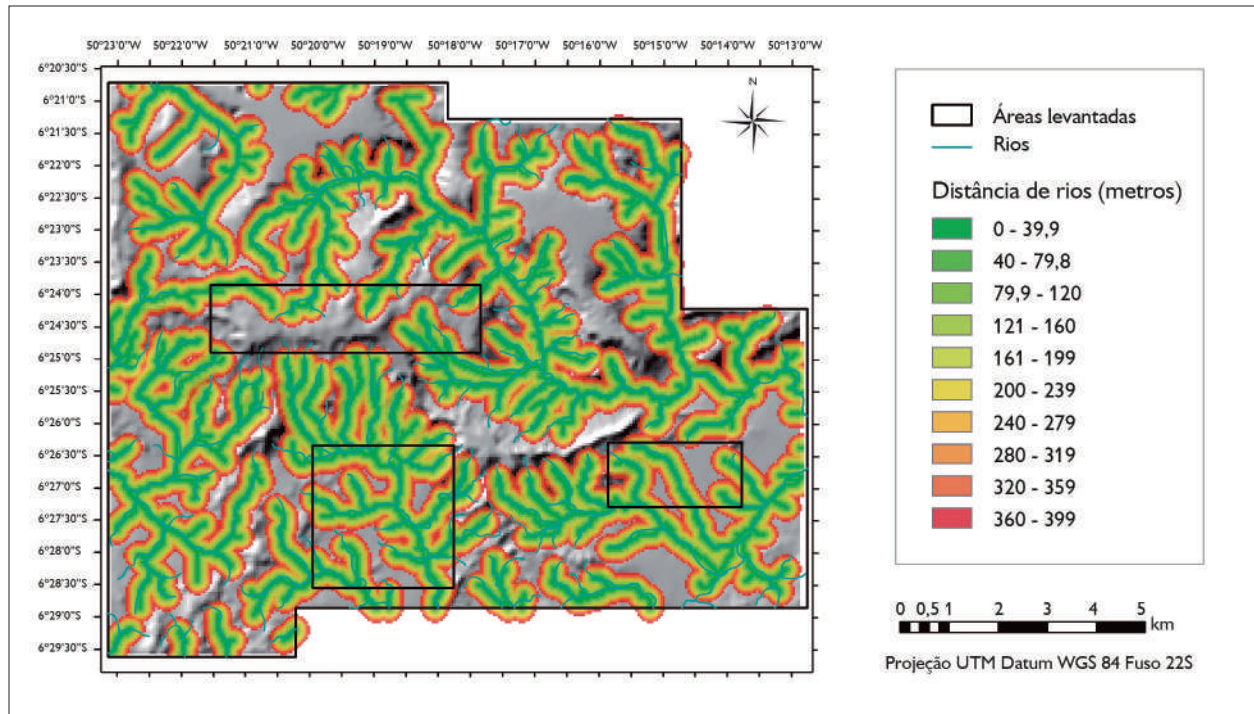 50°23'0"W 50°22'0"W 50°21'0"W 50°20'0"W 50°19'0"W 50°18'0"W 50°17'0"W 50°16'0"W 50°15'0"W 50°14'0"W 50°13'0"W
6°20'30"S
6°21'0"S
6°21'30"S
6°22'0"S
6°22'30"S
6°23'0"S
6°23'30"S
6°24'0"S
6°24'30"S
6°25'0"S
6°25'30"S
6°26'0"S
6°26'30"S
6°27'0"S
6°27'30"S
6°28'0"S
6°28'30"S
6°29'0"S
6°29'30"S
N
Áreas levantadas
Rios
Distância de rios (metros)
0 - 39,9
40 - 79,8
79,9 - 120
121 - 160
161 - 199
200 - 239
240 - 279
280 - 319
320 - 359
360 - 399
0 0,5 1 2 3 4 5
km
Projeção UTM Datum WGS 84 Fuso 22S